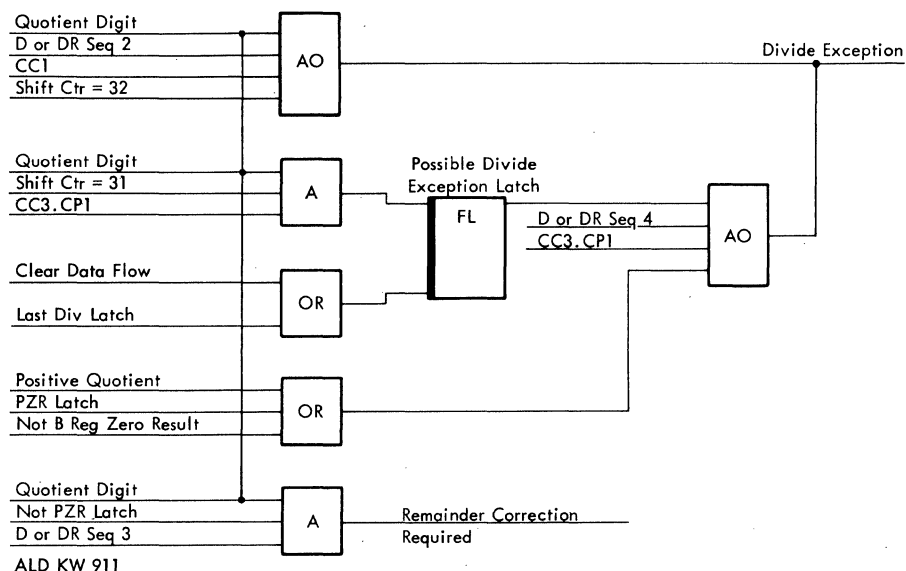 Quotient Digit
D or DR Seq 2
CC1
Shift Ctr = 32
AO
Divide Exception
Quotient Digit
Shift Ctr = 31
CC3.CP1
A
Possible Divide
Exception Latch
FL
D or DR Seq 4
CC3.CP1
AO
Clear Data Flow
Last Div Latch
OR
Positive Quotient
PZR Latch
Not B Reg Zero Result
OR
Quotient Digit
Not PZR Latch
D or DR Seq 3
A
Remainder Correction
Required
ALD KW 911